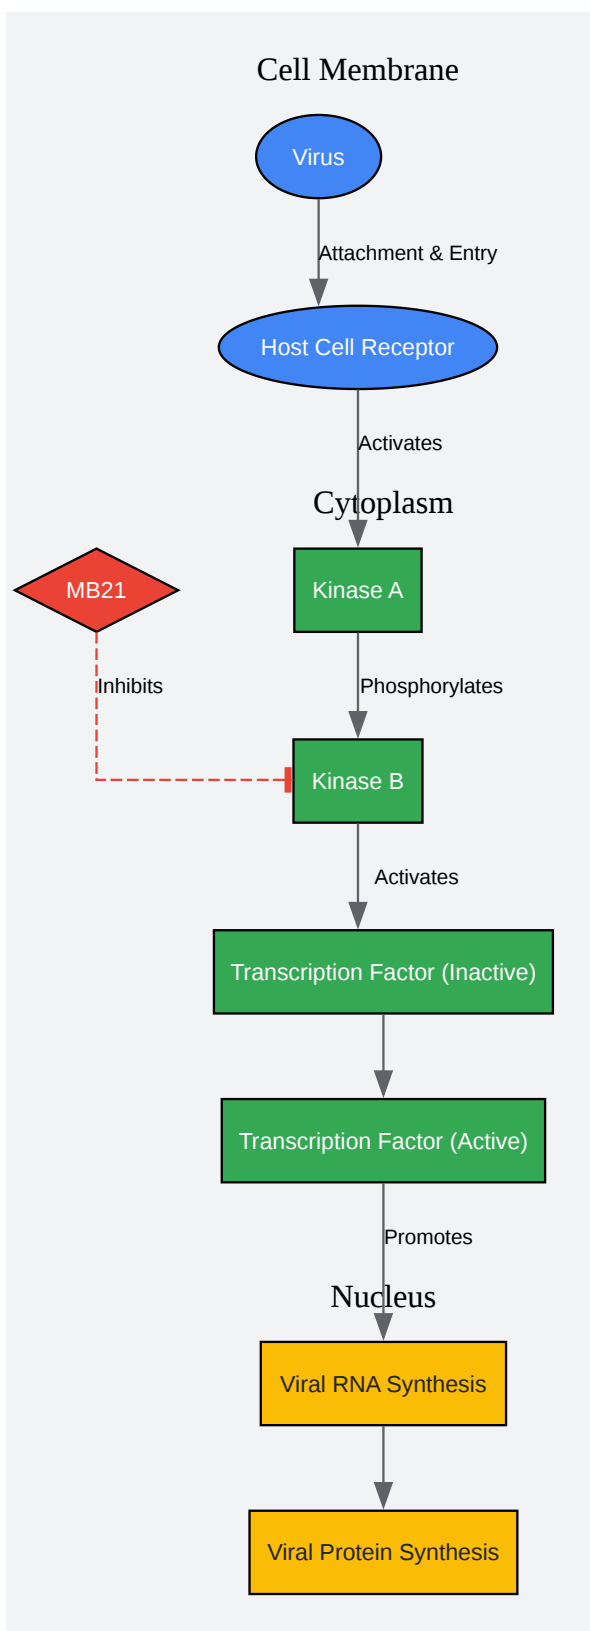 Cell Membrane
Virus
Attachment & Entry
Host Cell Receptor
Activates
Cytoplasm
MB21
Kinase A
Inhibits
Phosphorylates
Kinase B
Activates
Transcription Factor (Inactive)
Transcription Factor (Active)
Promotes
Nucleus
Viral RNA Synthesis
Viral Protein Synthesis